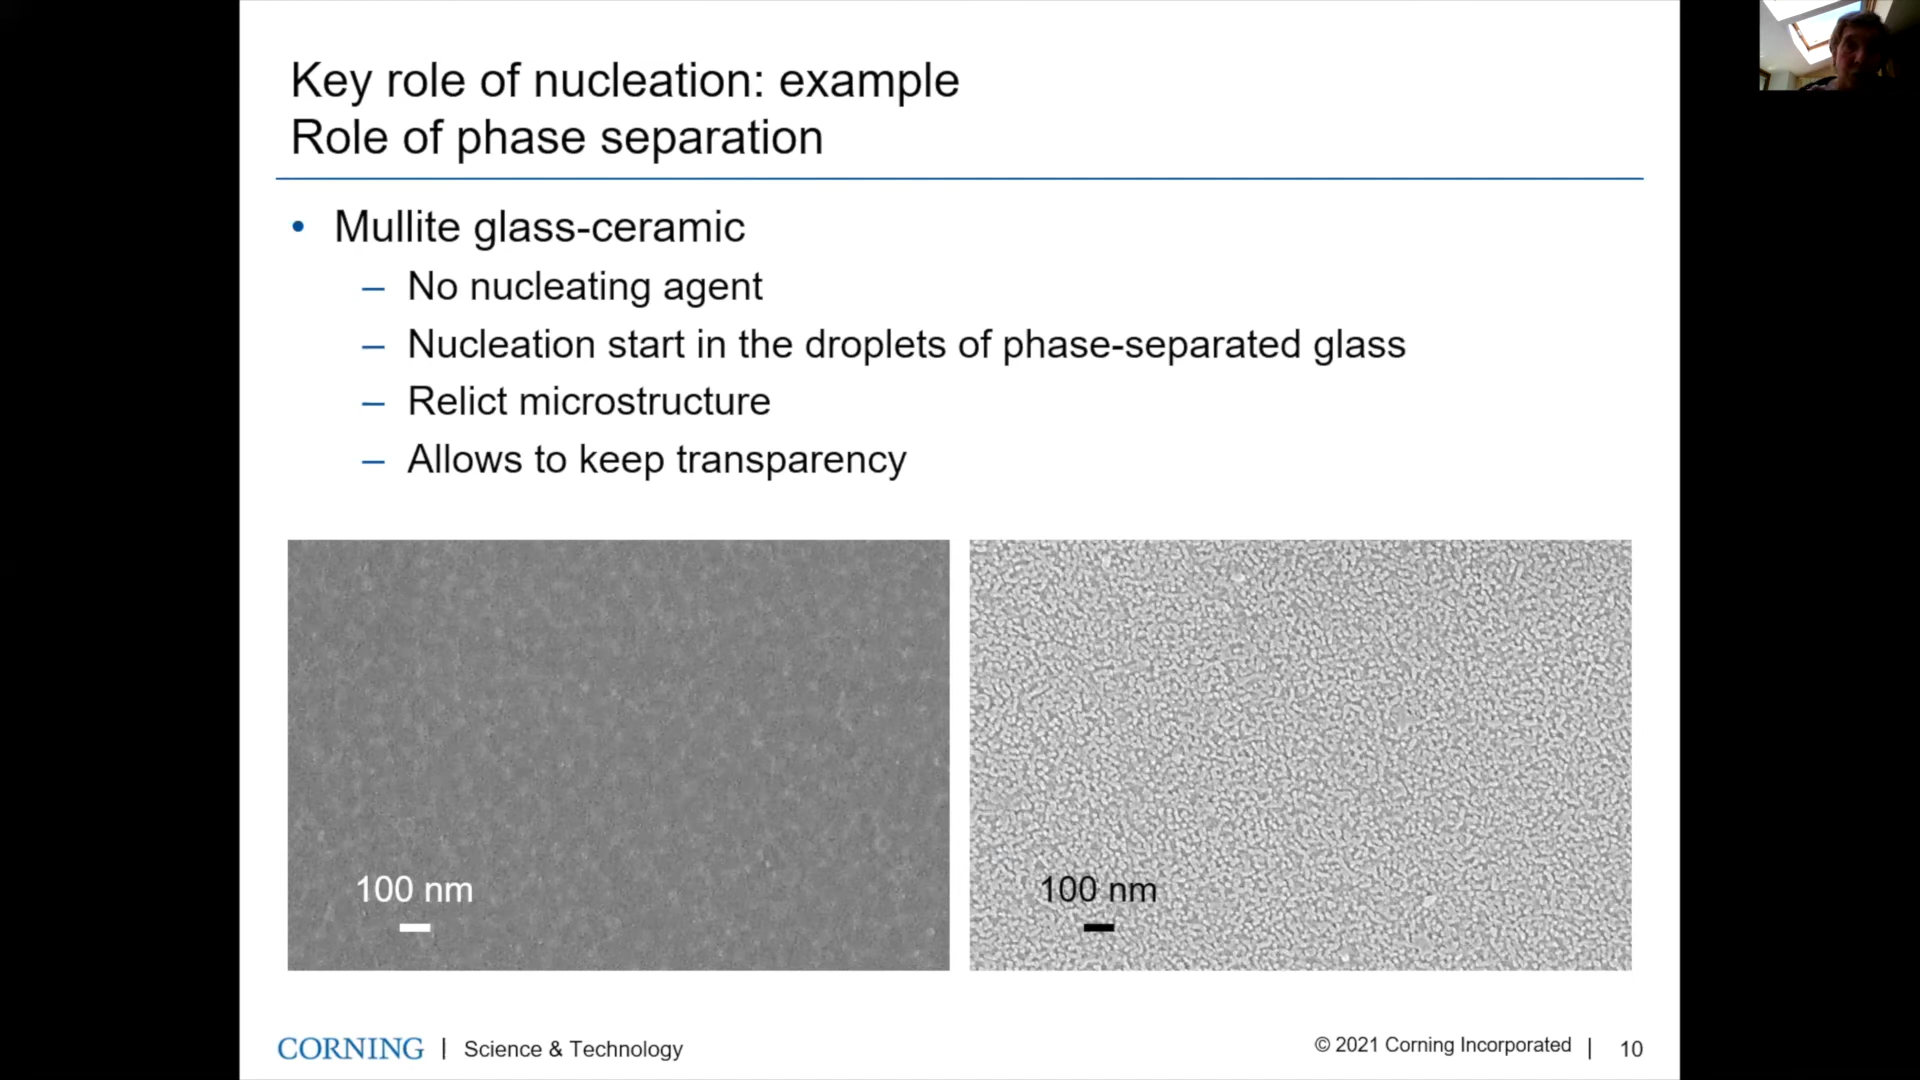 Key role of nucleation: example
Role of phase separation
• Mullite glass-ceramic
– No nucleating agent
– Nucleation start in the droplets of phase-separated glass
– Relict microstructure
– Allows to keep transparency
100 nm
100 nm
CORNING | Science & Technology
© 2021 Corning Incorporated | 10